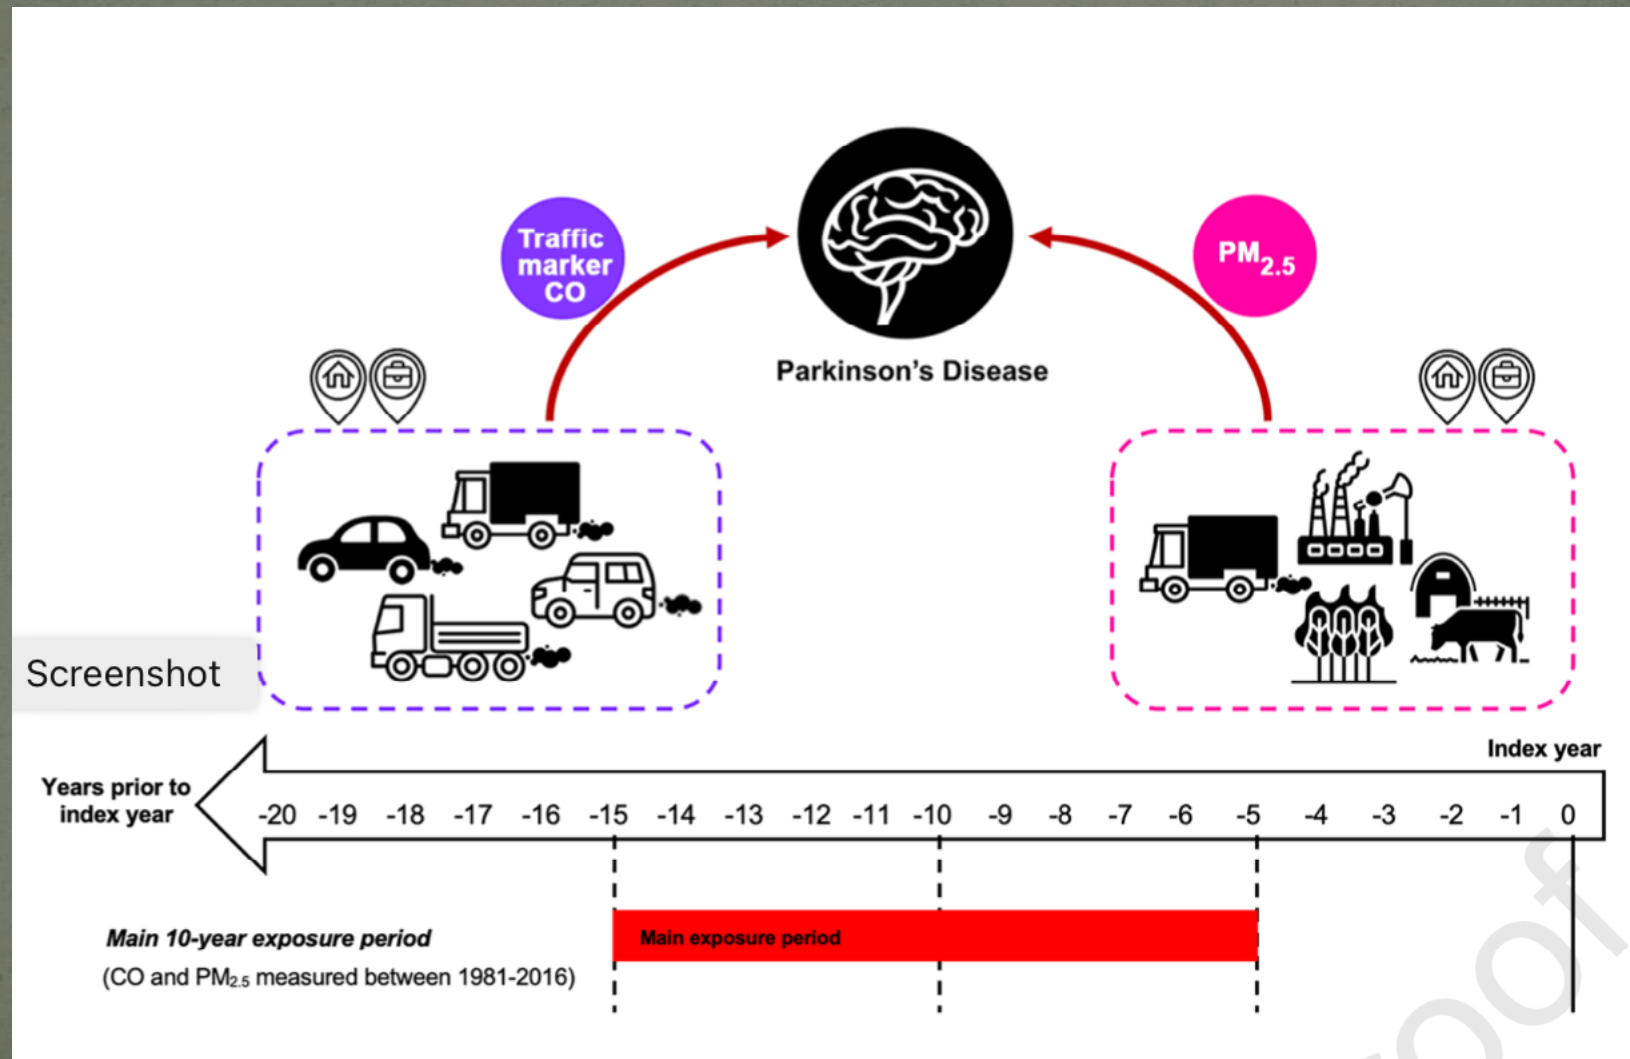 Traffic
marker
CO
PM2.5
Parkinson's Disease
Screenshot
Index year
Years prior to
index year
-20 -19 -18 -17 -16 -15 -14 -13 -12 -11 -10 -9 -8 -7 -6 -5 -4 -3 -2 -1 0
Main 10-year exposure period
Main exposure period
(CO and PM2.5 measured between 1981-2016)